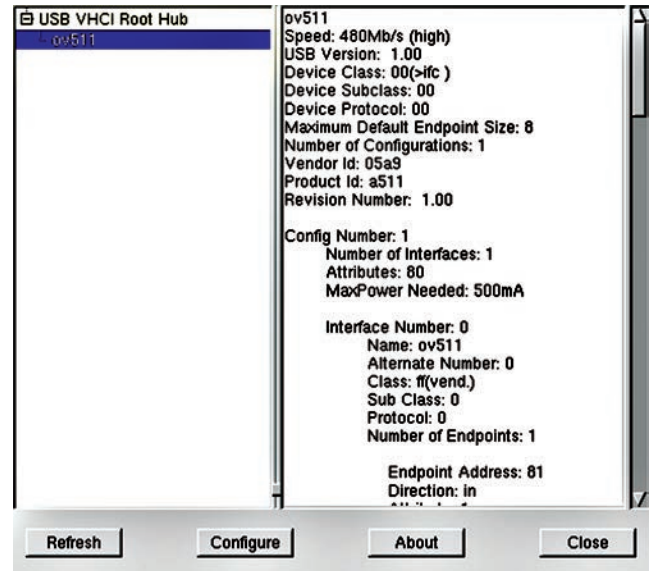 USB VHCI Root Hub
ov511
ov511
Speed: 480Mb/s (high)
USB Version: 1.00
Device Class: 00(>ifc )
Device Subclass: 00
Device Protocol: 00
Maximum Default Endpoint Size: 8
Number of Configurations: 1
Vendor Id: 05a9
Product Id: a511
Revision Number: 1.00
Config Number: 1
Number of Interfaces: 1
Attributes: 80
MaxPower Needed: 500mA
Interface Number: 0
Name: ov511
Alternate Number: 0
Class: ff(vend.)
Sub Class: 0
Protocol: 0
Number of Endpoints: 1
Endpoint Address: 81
Direction: in
Refresh
Configure
About
Close